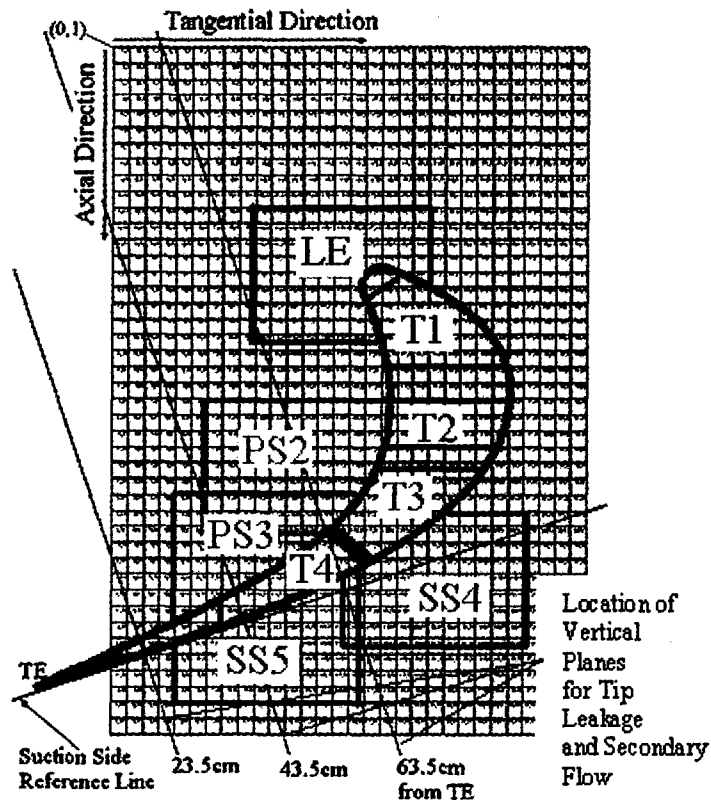 Tangential Direction
(0,1)
Axial Direction
LE
T1
T2
PS2
T3
PS3
T4
SS4
SS5
TE
Location of
Vertical
Planes
for Tip
Leakage
and Secondary
Flow
Suction Side
Reference Line
23.5cm
43.5cm
63.5cm
from TE